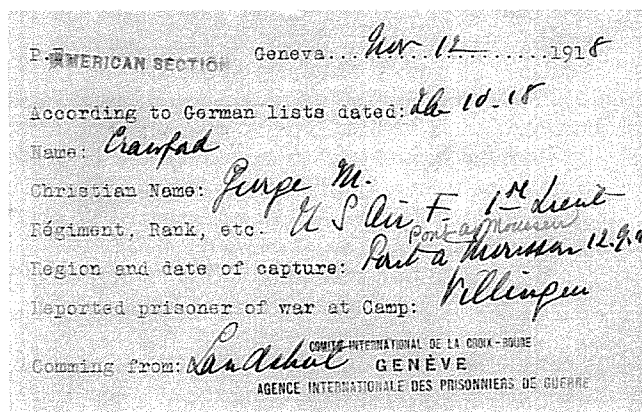 P. AMERICAN SECTION Geneva... Nov 12 ...1918
According to German lists dated: 10-18
Name: Crawford
Christian Name: George M.
Régiment, Rank, etc. U S Air F. 1re Lieut
Pont a Mousson
Region and date of capture: Pont a Mousson 12.9.
Reported prisoner of war at Camp: Villingen
Comming from: Landshut
COMITÉ INTERNATIONAL DE LA CROIX-ROUGE
GENÈVE
AGENCE INTERNATIONALE DES PRISONNIERS DE GUERRE